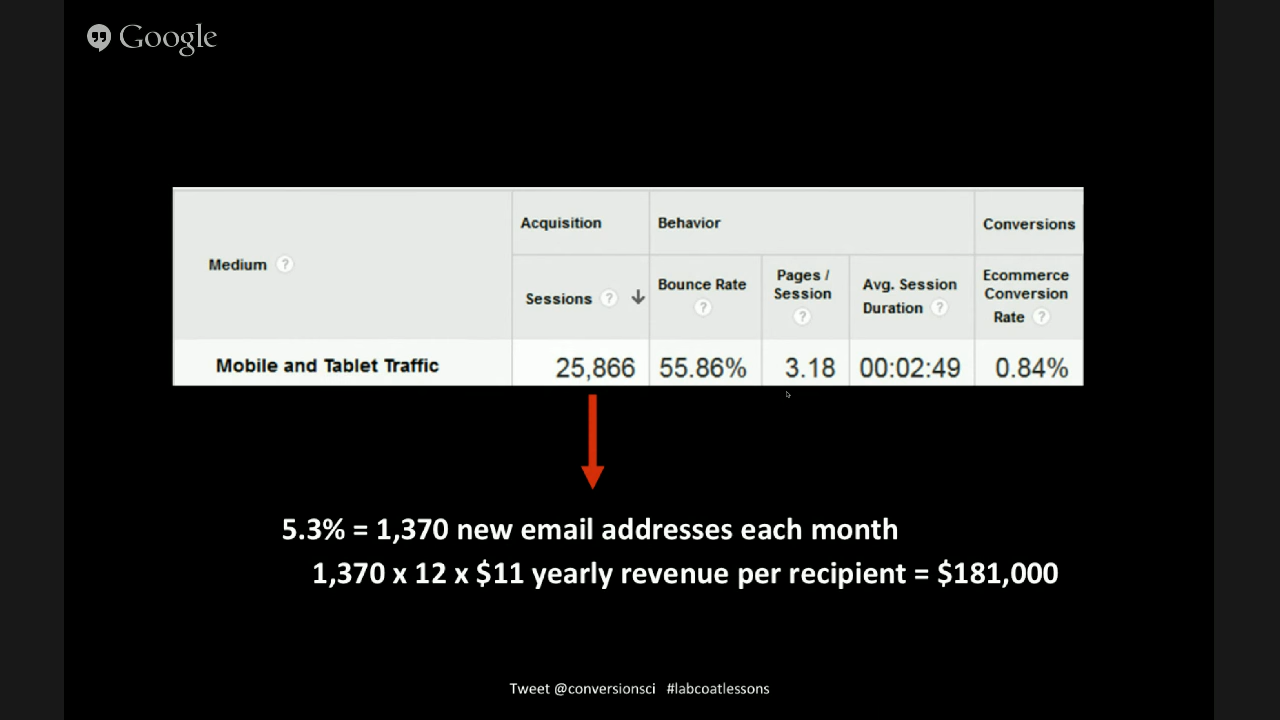 Google
Acquisition
Behavior
Conversions
Medium ?
Sessions ?
Bounce Rate
?
Pages /
Session
?
Avg. Session
Duration ?
Ecommerce
Conversion
Rate ?
Mobile and Tablet Traffic
25,866
55.86%
3.18
00:02:49
0.84%
5.3% = 1,370 new email addresses each month
1,370 x 12 x $11 yearly revenue per recipient = $181,000
Tweet @conversionsci #labcoatlessons